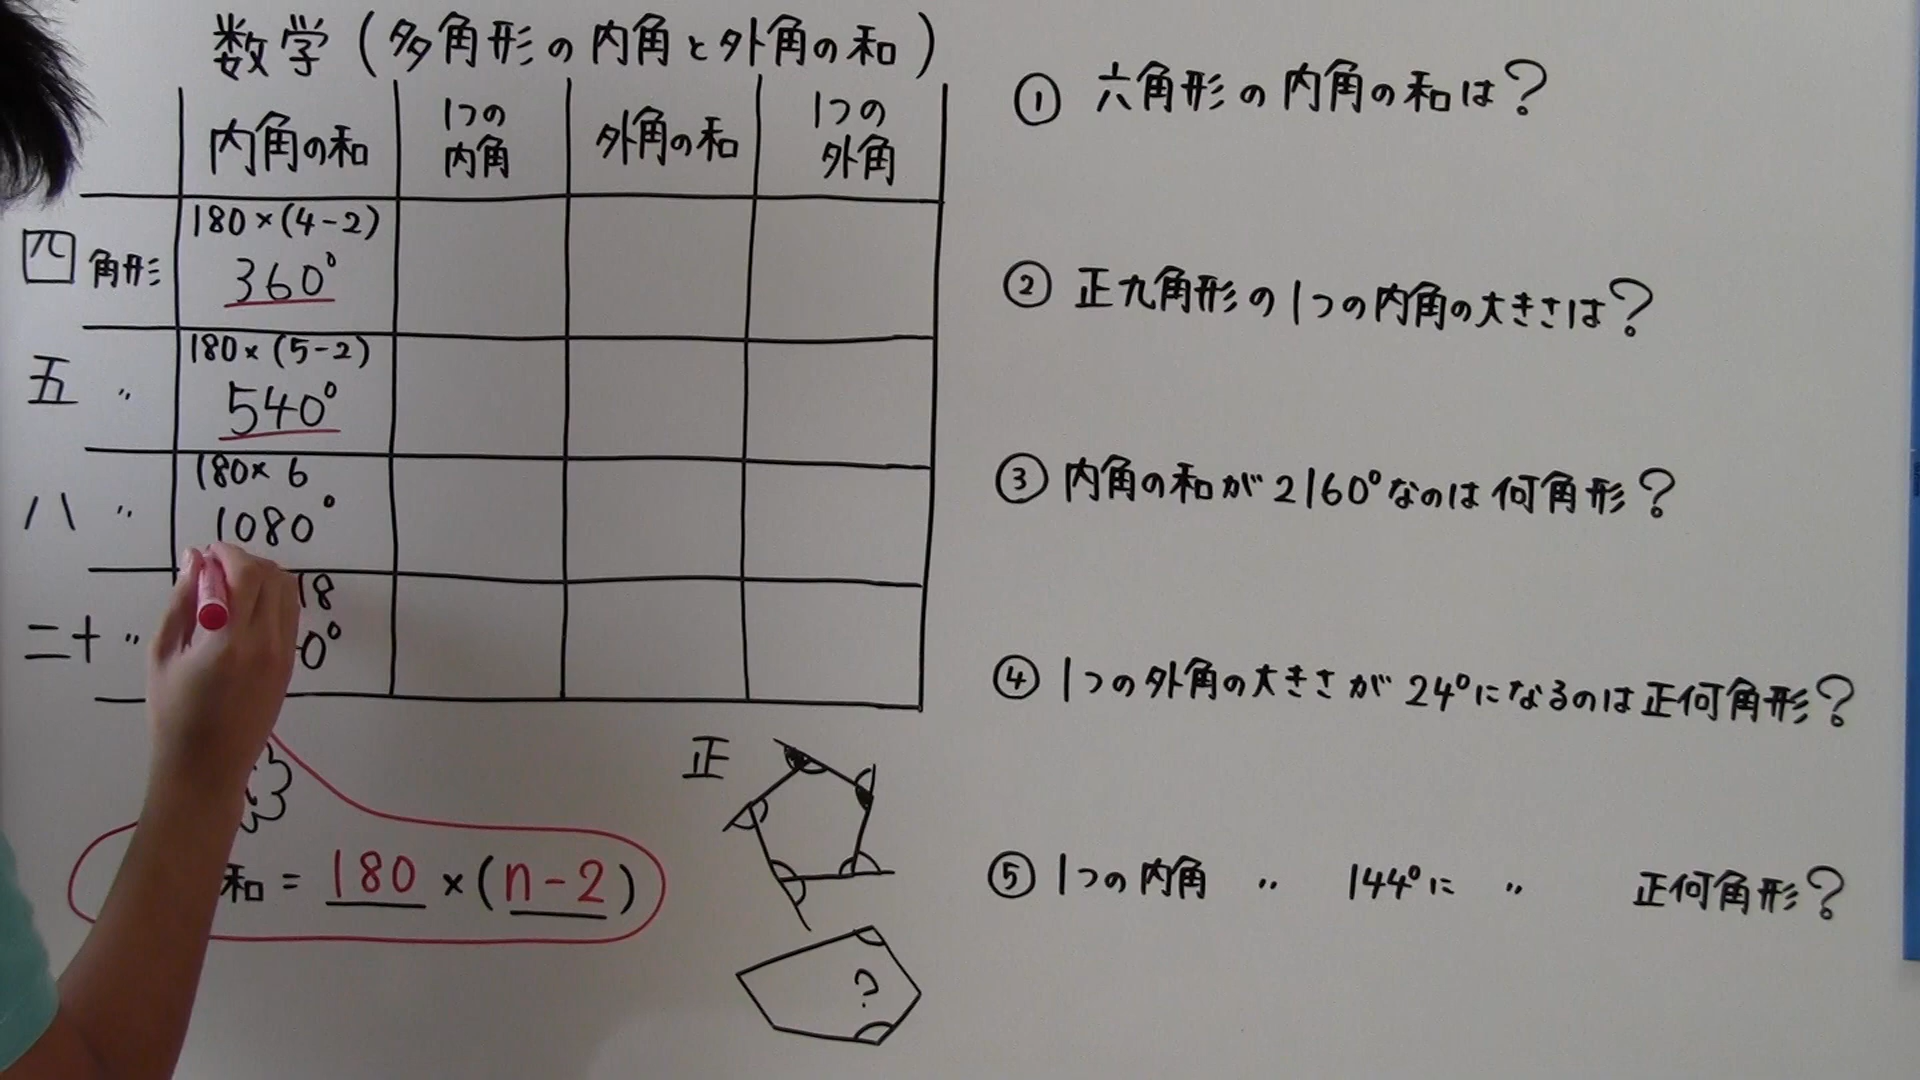 数学(多角形の内角と外角の和)
内角の和
1つの
内角
外角の和
1つの
外角
四角形
180×(4-2)
360°
五 〃
180×(5-2)
540°
八 〃
180×6
1080°
二十 〃
18
0°
和 = 180×(n-2)
正
?
① 六角形の内角の和は?
② 正九角形の1つの内角の大きさは?
③ 内角の和が2160°なのは何角形?
④ 1つの外角の大きさが24°になるのは正何角形?
⑤ 1つの内角 〃 144°に 〃 正何角形?